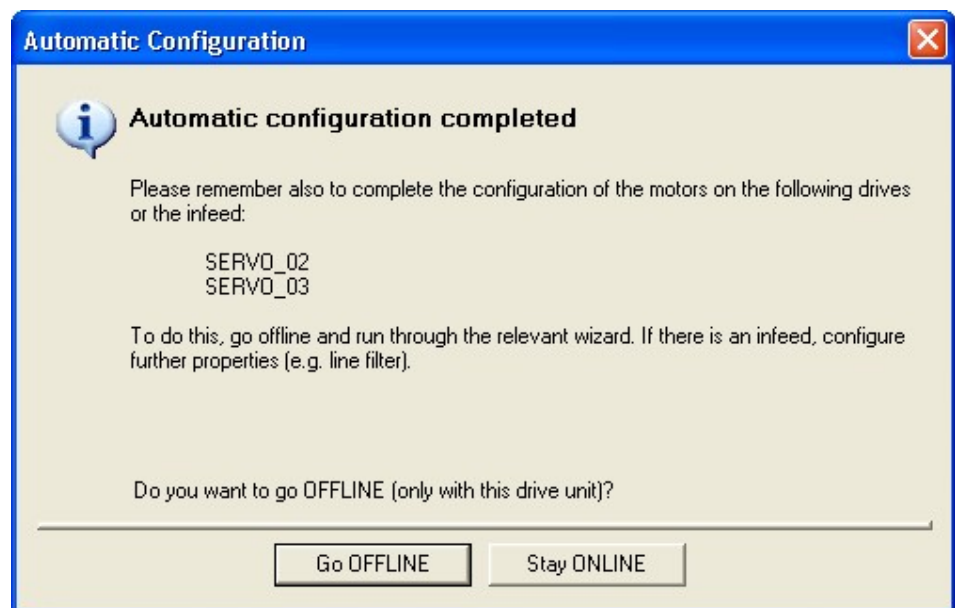 Automatic Configuration
Automatic configuration completed
Please remember also to complete the configuration of the motors on the following drives
or the infeed:
SERVO_02
SERVO_03
To do this, go offline and run through the relevant wizard. If there is an infeed, configure
further properties (e.g. line filter).
Do you want to go OFFLINE (only with this drive unit)?
Go OFFLINE
Stay ONLINE